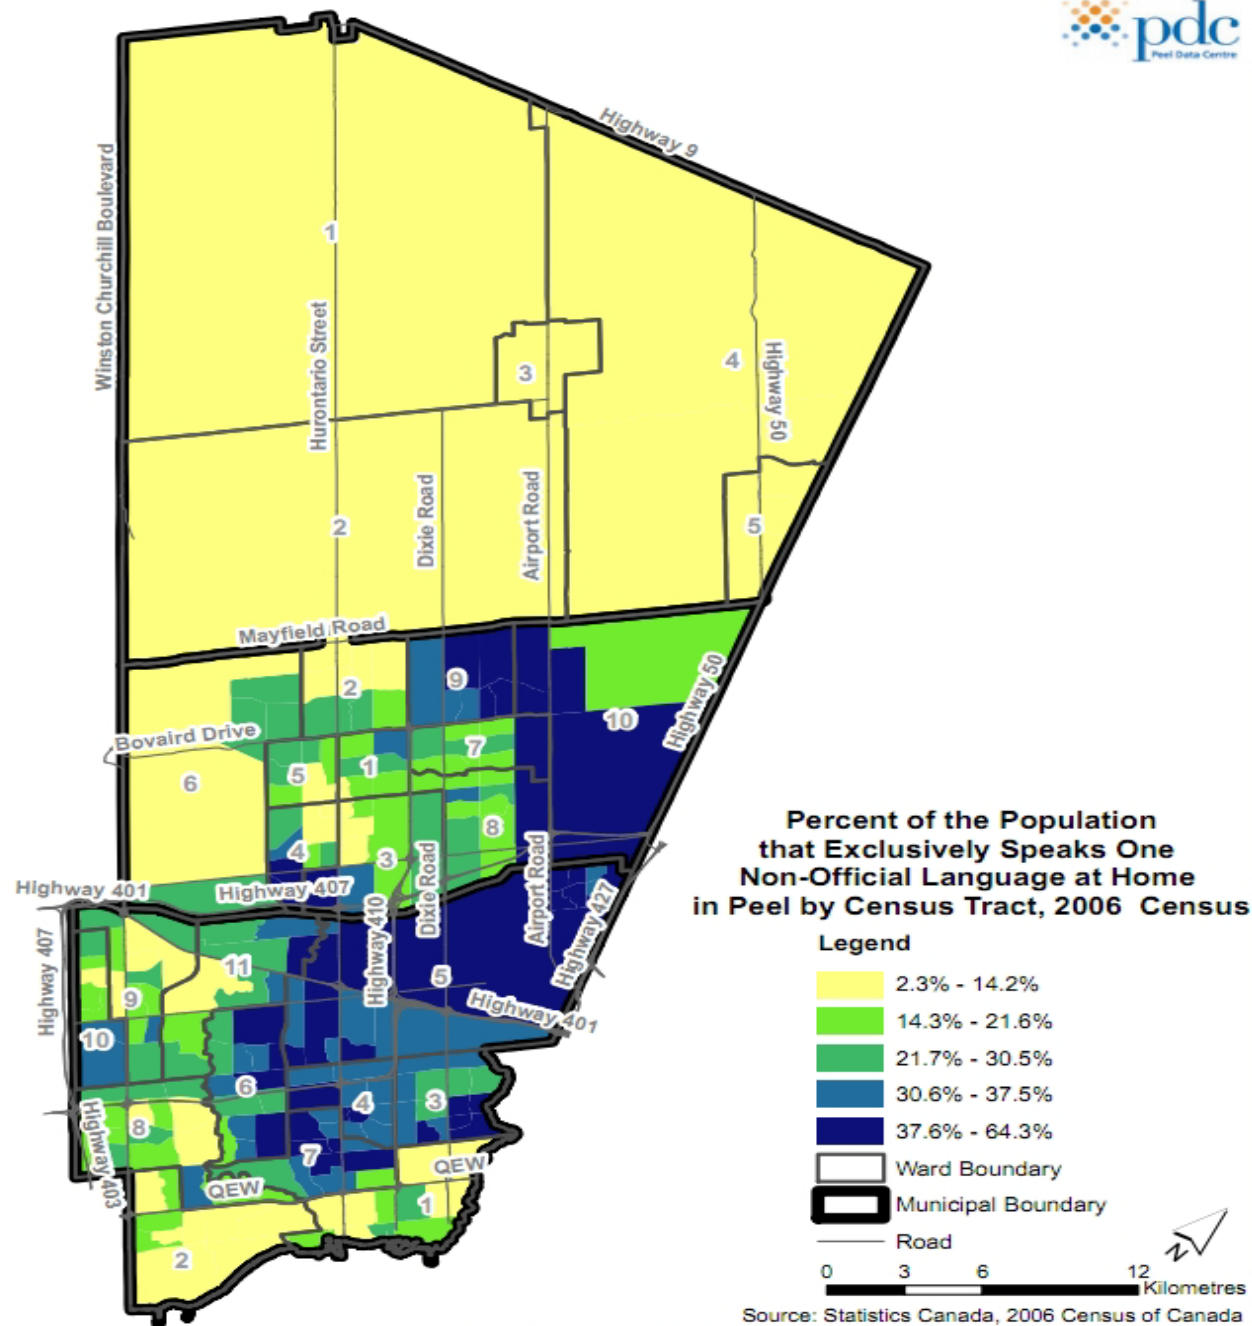 pdc
Peel Data Centre
Highway 9
Winston Churchill Boulevard
1
Hurontario Street
3
4
Highway 50
2
Dixie Road
Airport Road
5
Mayfield Road
2
9
10
Highway 50
Bovaird Drive
6
5
1
7
4
3
8
Dixie Road
Airport Road
Highway 401
Highway 407
Highway 410
Highway 427
Highway 407
11
9
5
Highway 401
10
6
4
3
8
Highway 403
7
QEW
QEW
1
2
Percent of the Population
that Exclusively Speaks One
Non-Official Language at Home
in Peel by Census Tract, 2006 Census
Legend
2.3% - 14.2%
14.3% - 21.6%
21.7% - 30.5%
30.6% - 37.5%
37.6% - 64.3%
Ward Boundary
Municipal Boundary
Road
N
0 3 6 12
Kilometres
Source: Statistics Canada, 2006 Census of Canada